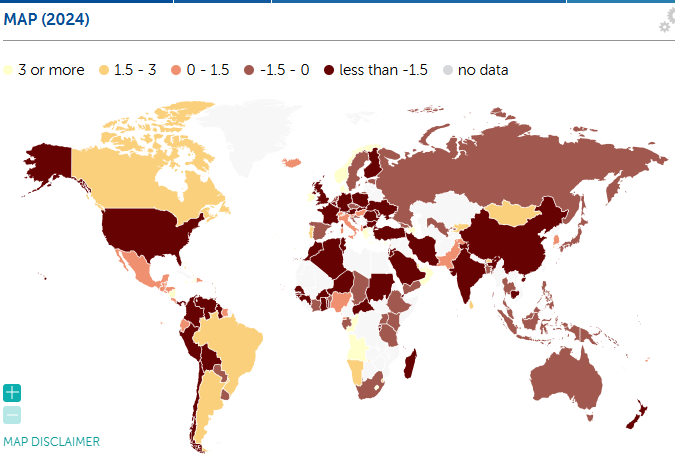 MAP (2024)
3 or more 1.5 - 3 0 - 1.5 -1.5 - 0 less than -1.5 no data
+
−
MAP DISCLAIMER